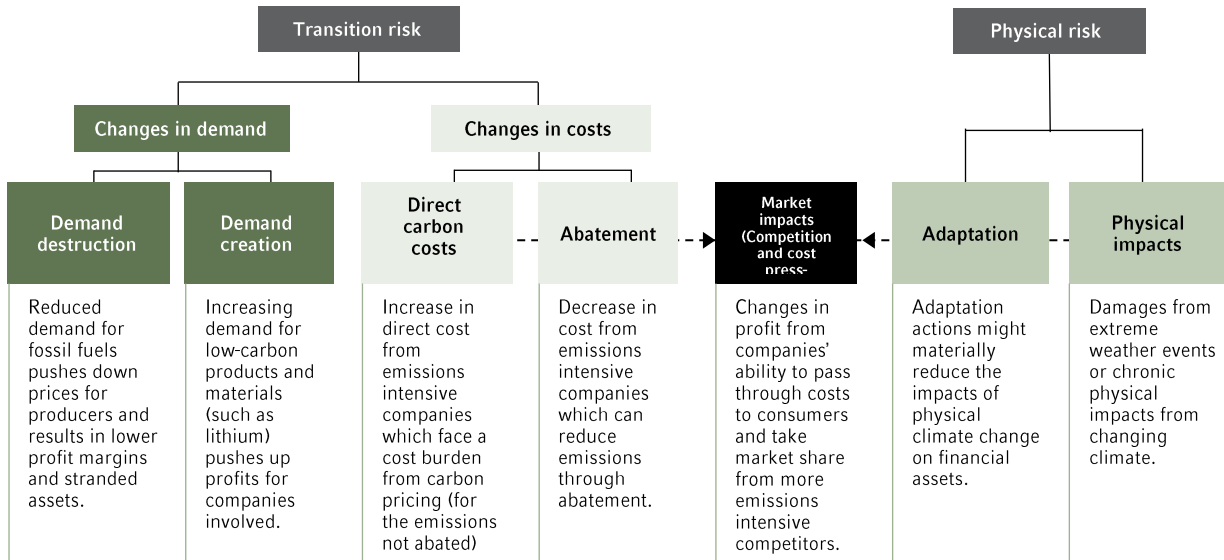 Transition risk
Physical risk
Changes in demand
Changes in costs
Demand
destruction
Demand
creation
Direct
carbon
costs
Abatement
Market
impacts
(Competition
and cost
press-
Adaptation
Physical
impacts
Reduced
demand for
fossil fuels
pushes down
prices for
producers and
results in lower
profit margins
and stranded
assets.
Increasing
demand for
low-carbon
products and
materials
(such as
lithium)
pushes up
profits for
companies
involved.
Increase in
direct cost
from
emissions
intensive
companies
which face a
cost burden
from carbon
pricing (for
the emissions
not abated)
Decrease in
cost from
emissions
intensive
companies
which can
reduce
emissions
through
abatement.
Changes in
profit from
companies’
ability to pass
through costs
to consumers
and take
market share
from more
emissions
intensive
competitors.
Adaptation
actions might
materially
reduce the
impacts of
physical
climate change
on financial
assets.
Damages from
extreme
weather events
or chronic
physical
impacts from
changing
climate.